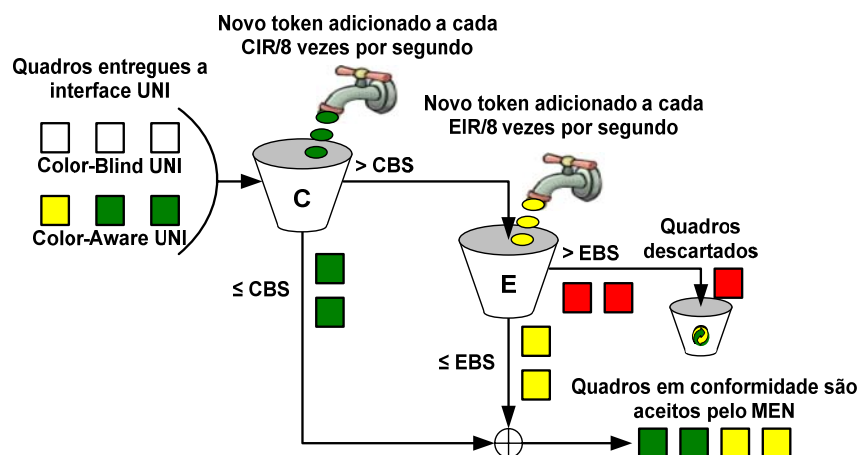 Novo token adicionado a cada
CIR/8 vezes por segundo
Quadros entregues a
interface UNI
Color-Blind UNI
Color-Aware UNI
Novo token adicionado a cada
EIR/8 vezes por segundo
C
> CBS
≤ CBS
E
> EBS
≤ EBS
Quadros
descartados
Quadros em conformidade são
aceitos pelo MEN